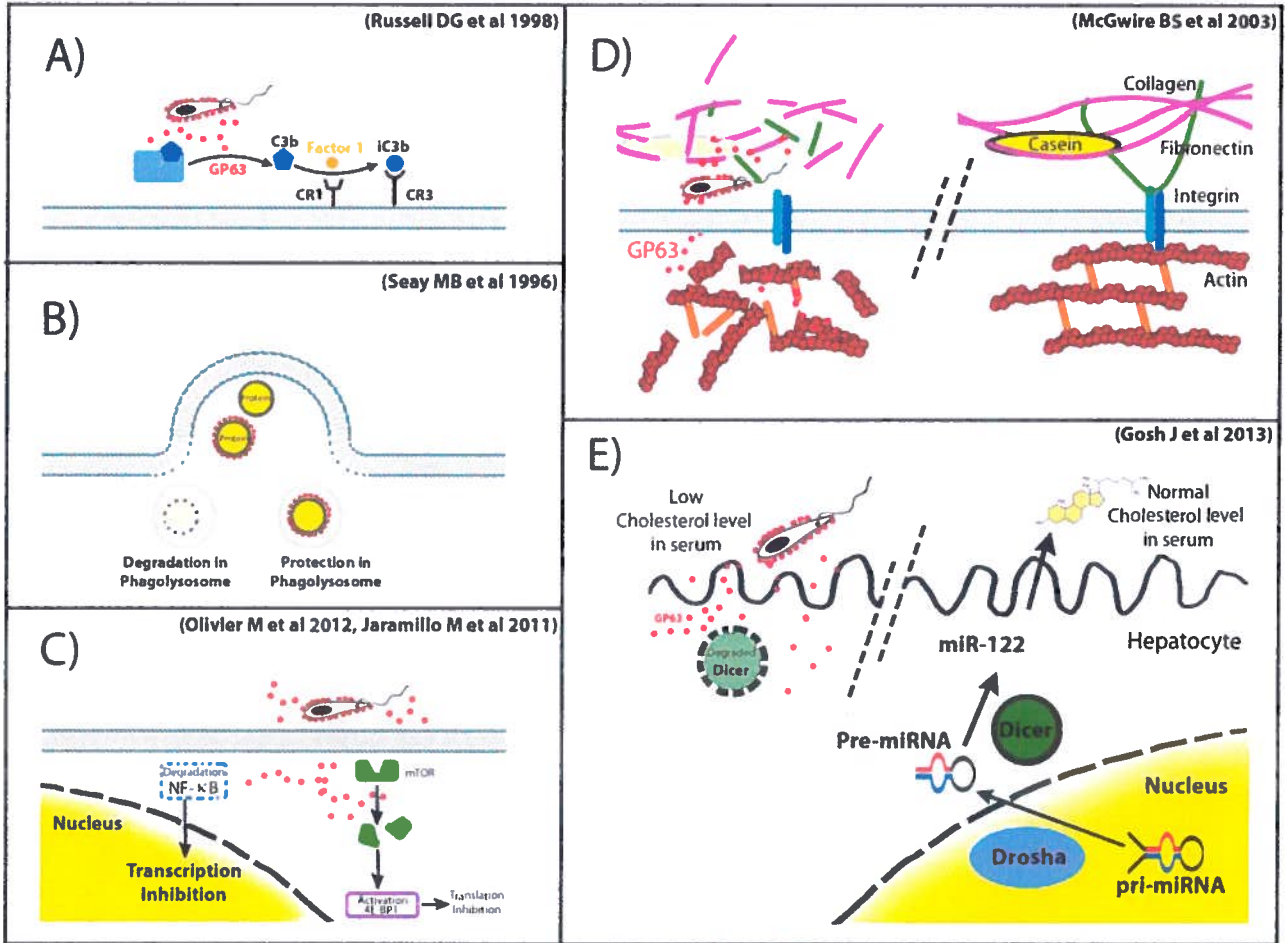 (Russell DG et al 1998)
A)
C3b
Factor 1
iC3b
GP63
CR1
CR3
(Seay MB et al 1996)
B)
Protein
Protein
Degradation in
Phagolysosome
Protection in
Phagolysosome
(Olivier M et al 2012, Jaramillo M et al 2011)
C)
Degradation
NF-κB
mTOR
Nucleus
Transcription
Inhibition
Activation
4E BP1
Translation
Inhibition
(McGwire BS et al 2003)
D)
Collagen
Casein
Fibronectin
Integrin
GP63
Actin
(Gosh J et al 2013)
E)
Low
Cholesterol level
in serum
Normal
Cholesterol level
in serum
GP63
Degraded
Dicer
miR-122
Hepatocyte
Pre-miRNA
Dicer
Nucleus
Drosha
pri-miRNA